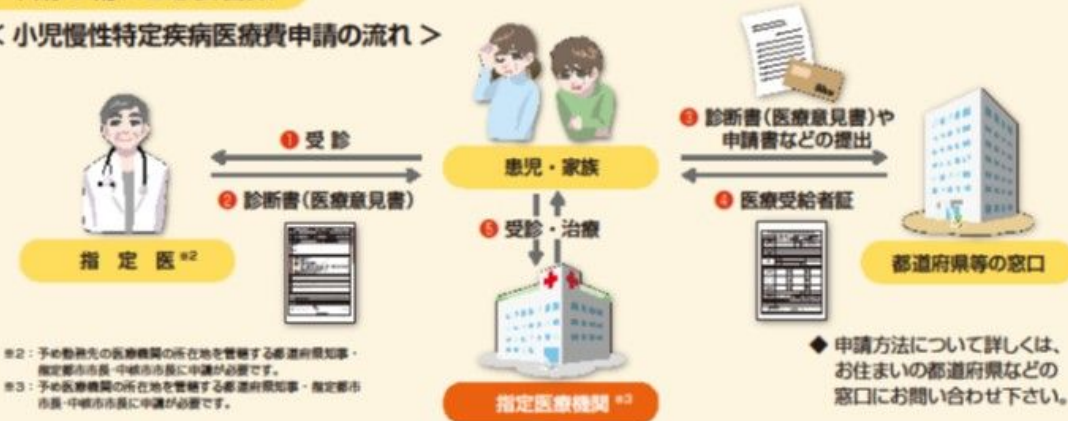 < 小児慢性特定疾病医療費申請の流れ >
❶ 受 診
❷ 診断書(医療意見書)
指 定 医 ※2
患児・家族
❸ 診断書(医療意見書)や
申請書などの提出
❹ 医療受給者証
都道府県等の窓口
❺ 受診・治療
指定医療機関 ※3
※2:予め勤務先の医療機関の所在地を管轄する都道府県知事・
指定都市市長・中核市市長に申請が必要です。
※3:予め医療機関の所在地を管轄する都道府県知事・指定都市
市長・中核市市長に申請が必要です。
◆ 申請方法について詳しくは、
お住まいの都道府県などの
窓口にお問い合わせ下さい。